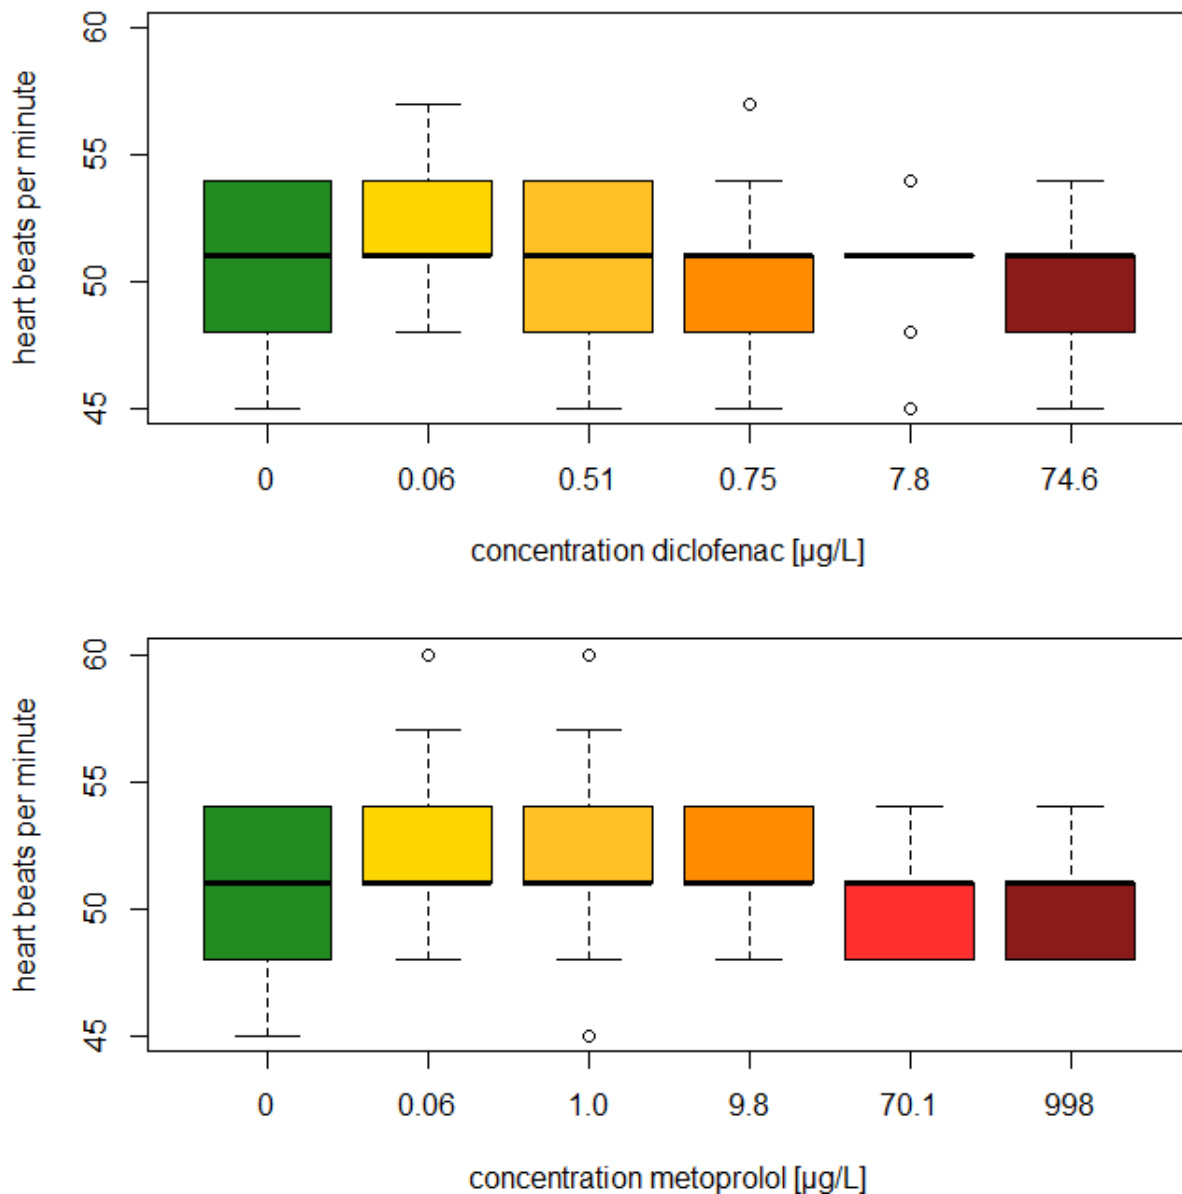 heart beats per minute
60
55
50
45
0 0.06 0.51 0.75 7.8 74.6
concentration diclofenac [µg/L]
heart beats per minute
60
55
50
45
0 0.06 1.0 9.8 70.1 998
concentration metoprolol [µg/L]